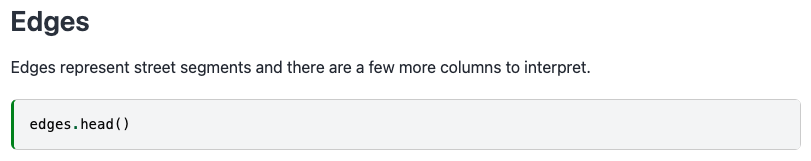 Edges
Edges represent street segments and there are a few more columns to interpret.
edges.head()